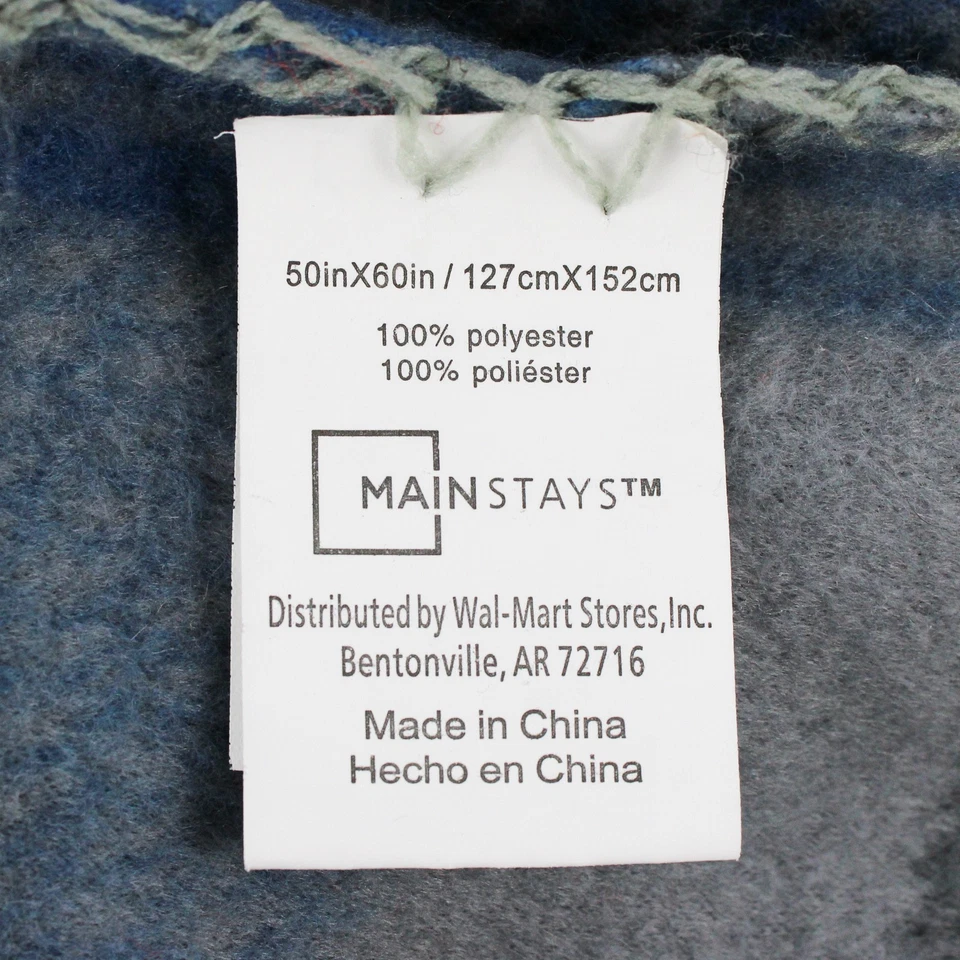 50inX60in / 127cmX152cm
100% polyester
100% poliéster
MAINSTAYS™
Distributed by Wal-Mart Stores,Inc.
Bentonville, AR 72716
Made in China
Hecho en China